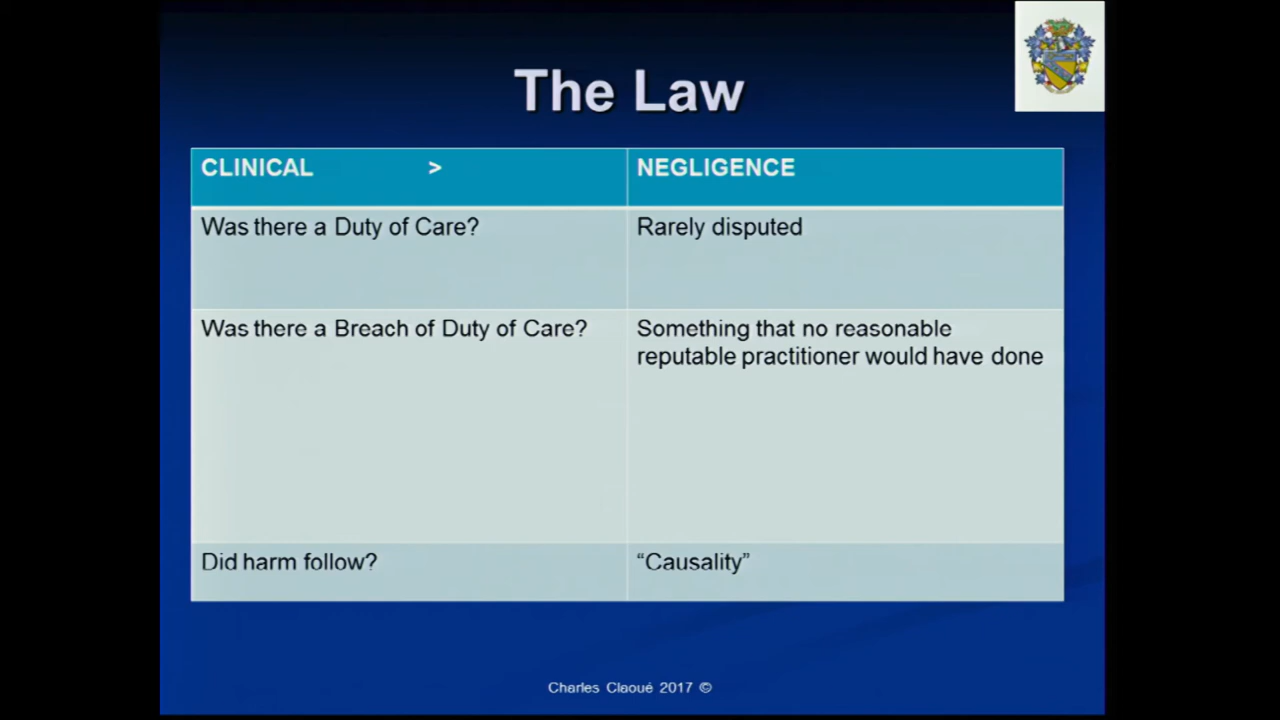 The Law
CLINICAL > NEGLIGENCE
Was there a Duty of Care? Rarely disputed
Was there a Breach of Duty of Care? Something that no reasonable
reputable practitioner would have done
Did harm follow? “Causality”
Charles Claoué 2017 ©